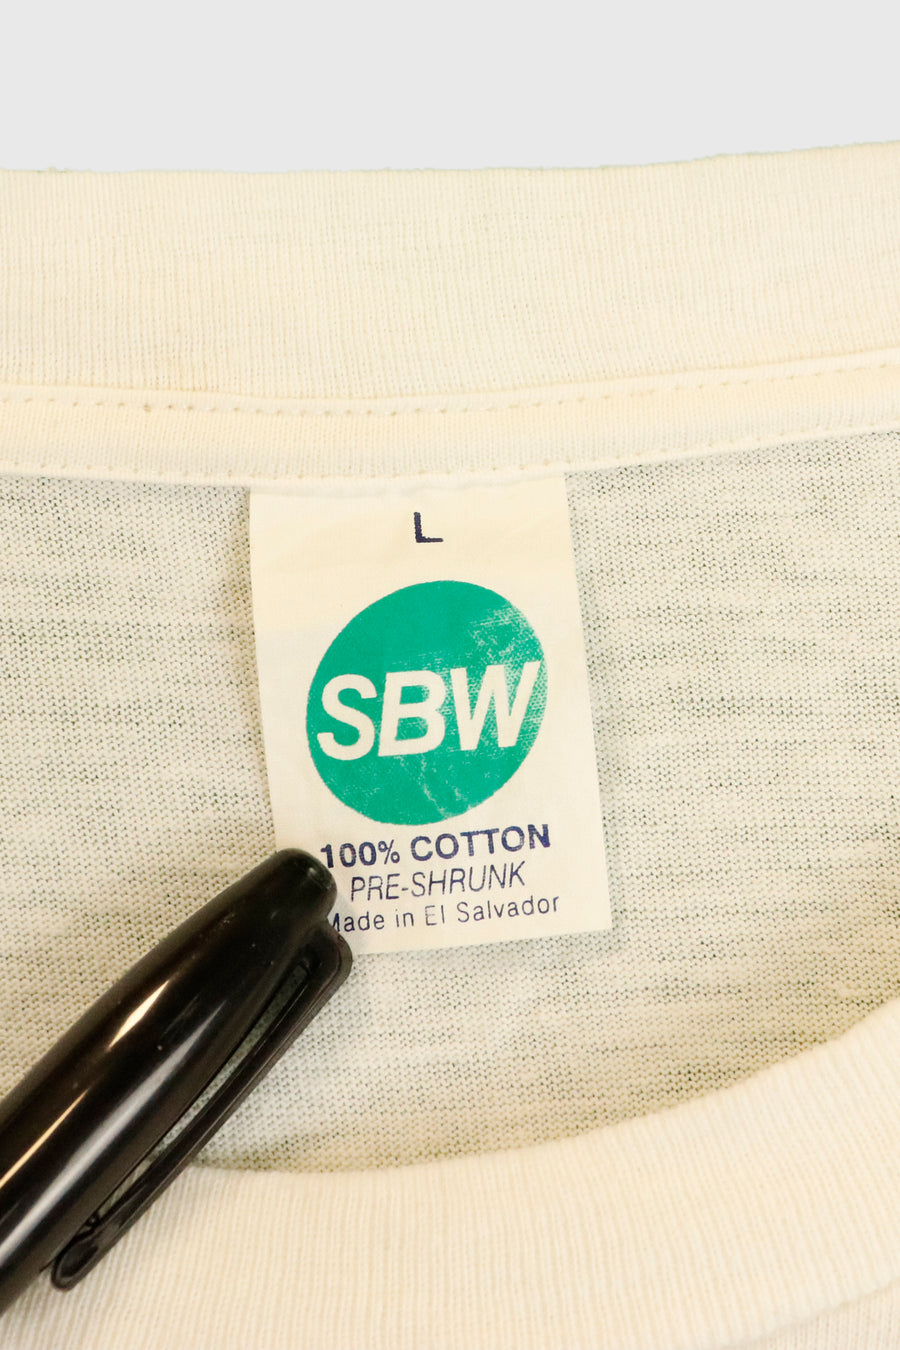 L
SBW
100% COTTON
PRE-SHRUNK
Made in El Salvador